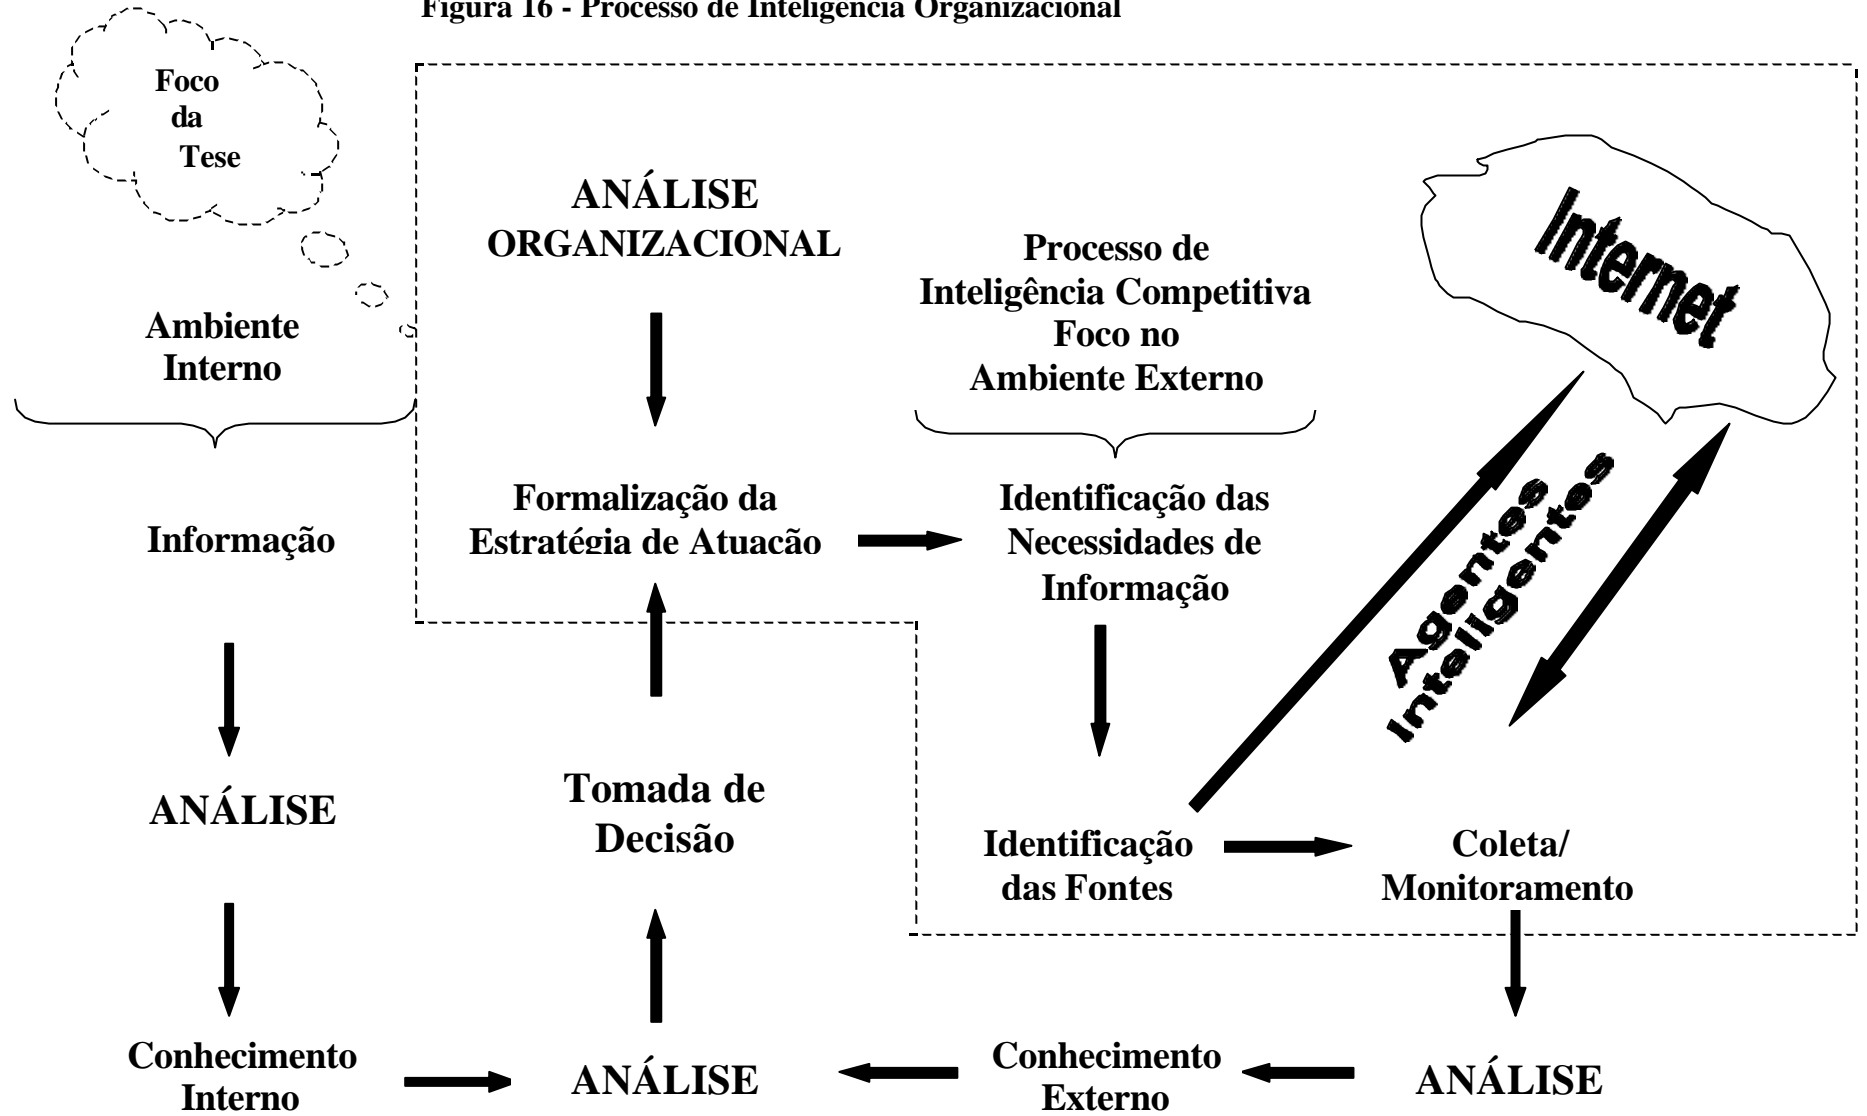 Figura 16 - Processo de Inteligência Organizacional
Foco
da
Tese
ANÁLISE
ORGANIZACIONAL
Processo de
Inteligência Competitiva
Foco no
Ambiente Externo
Internet
Ambiente
Interno
Informação
Formalização da
Estratégia de Atuação
Identificação das
Necessidades de
Informação
Agentes
Inteligentes
ANÁLISE
Tomada de
Decisão
Identificação
das Fontes
Coleta/
Monitoramento
Conhecimento
Interno
ANÁLISE
Conhecimento
Externo
ANÁLISE